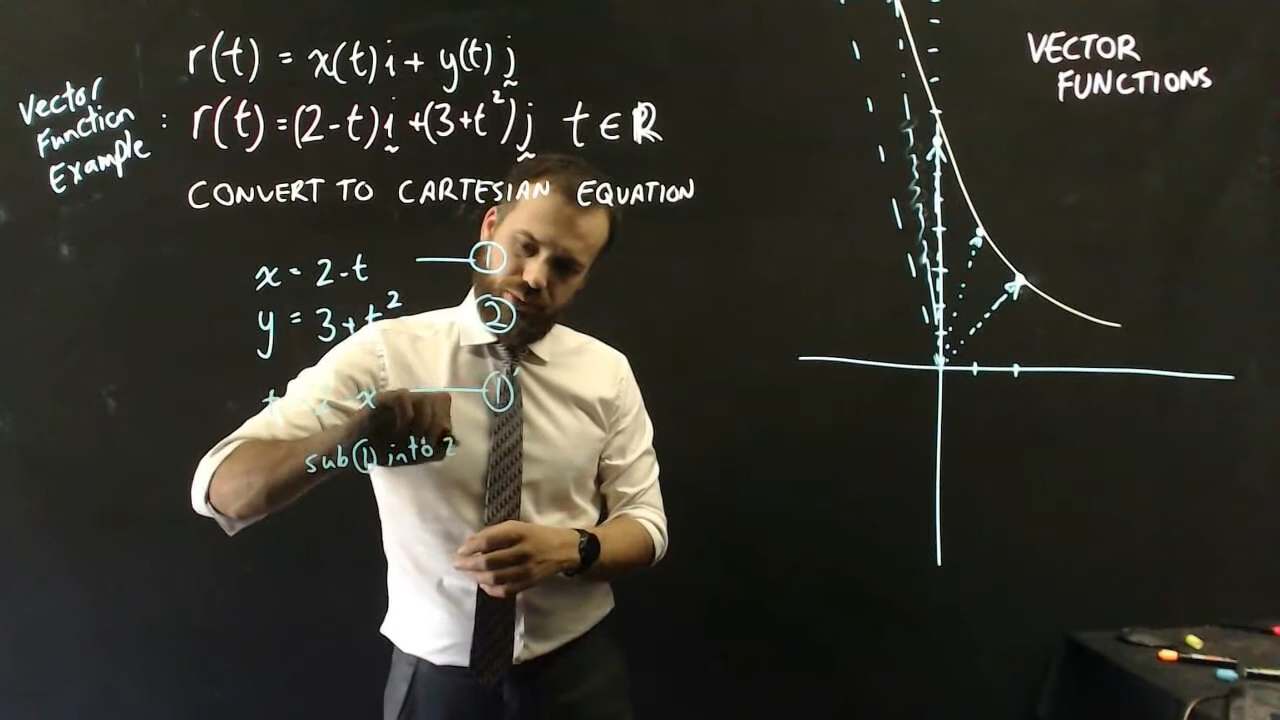 r(t) = x(t)i + y(t)j
Vector Function Example : r(t) = (2-t)i + (3+t²)j t ∈ ℝ
CONVERT TO CARTESIAN EQUATION
x = 2-t ——— ①
y = 3+t² ②
x ——— ①'
sub ① into 2
VECTOR
FUNCTIONS